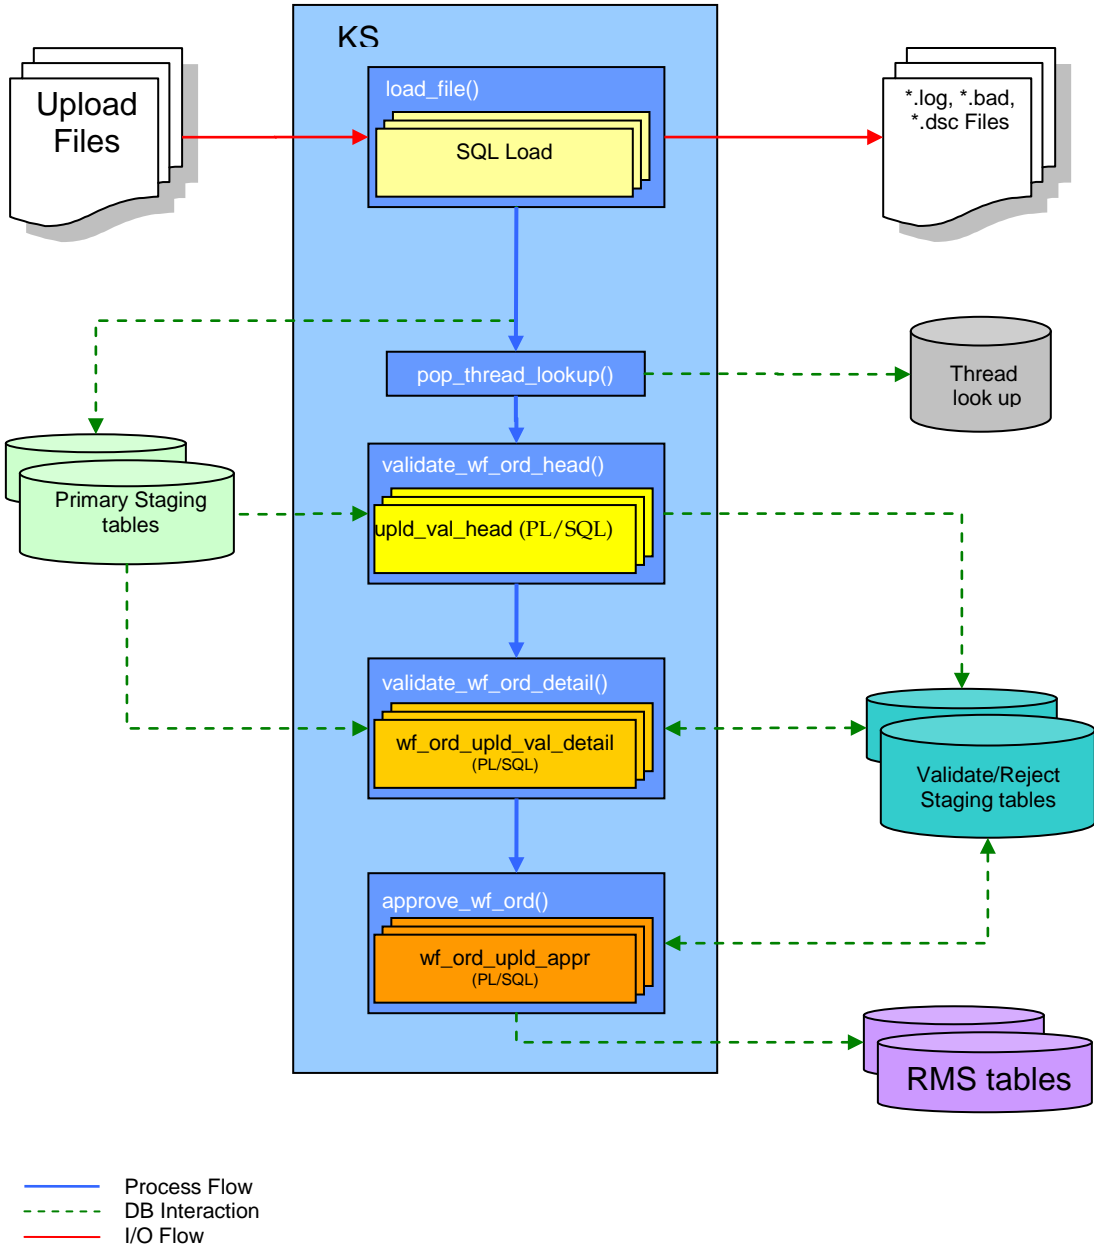 KS
load_file()
Upload
Files
SQL Load
*.log, *.bad,
*.dsc Files
pop_thread_lookup()
Thread
look up
validate_wf_ord_head()
Primary Staging
tables
upld_val_head (PL/SQL)
validate_wf_ord_detail()
wf_ord_upld_val_detail
(PL/SQL)
Validate/Reject
Staging tables
approve_wf_ord()
wf_ord_upld_appr
(PL/SQL)
RMS tables
Process Flow
DB Interaction
I/O Flow